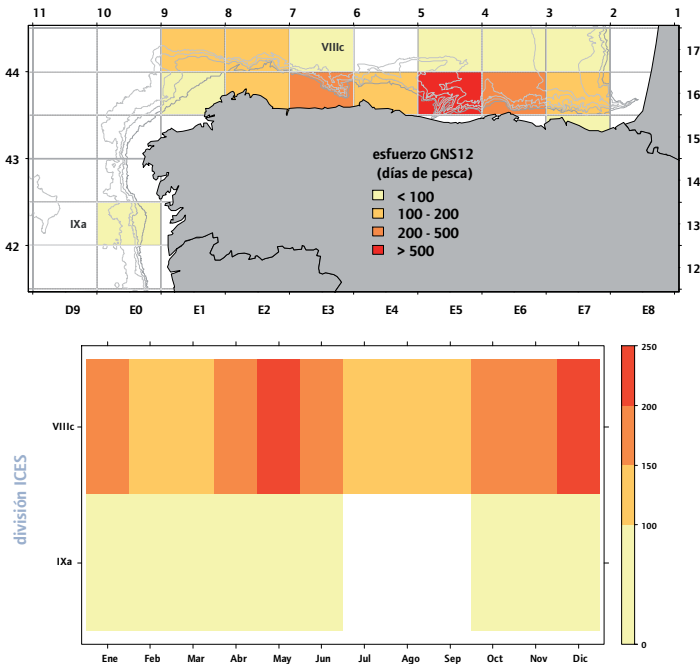 11 10 9 8 7 6 5 4 3 2 1
VIIIc
17
44
16
15
43
esfuerzo GNS12
(días de pesca)
14
< 100
100 - 200
IXa
200 - 500
13
42
> 500
12
D9 E0 E1 E2 E3 E4 E5 E6 E7 E8
250
200
VIIIc
150
división ICES
100
IXa
0
Ene Feb Mar Abr May Jun Jul Ago Sep Oct Nov Dic